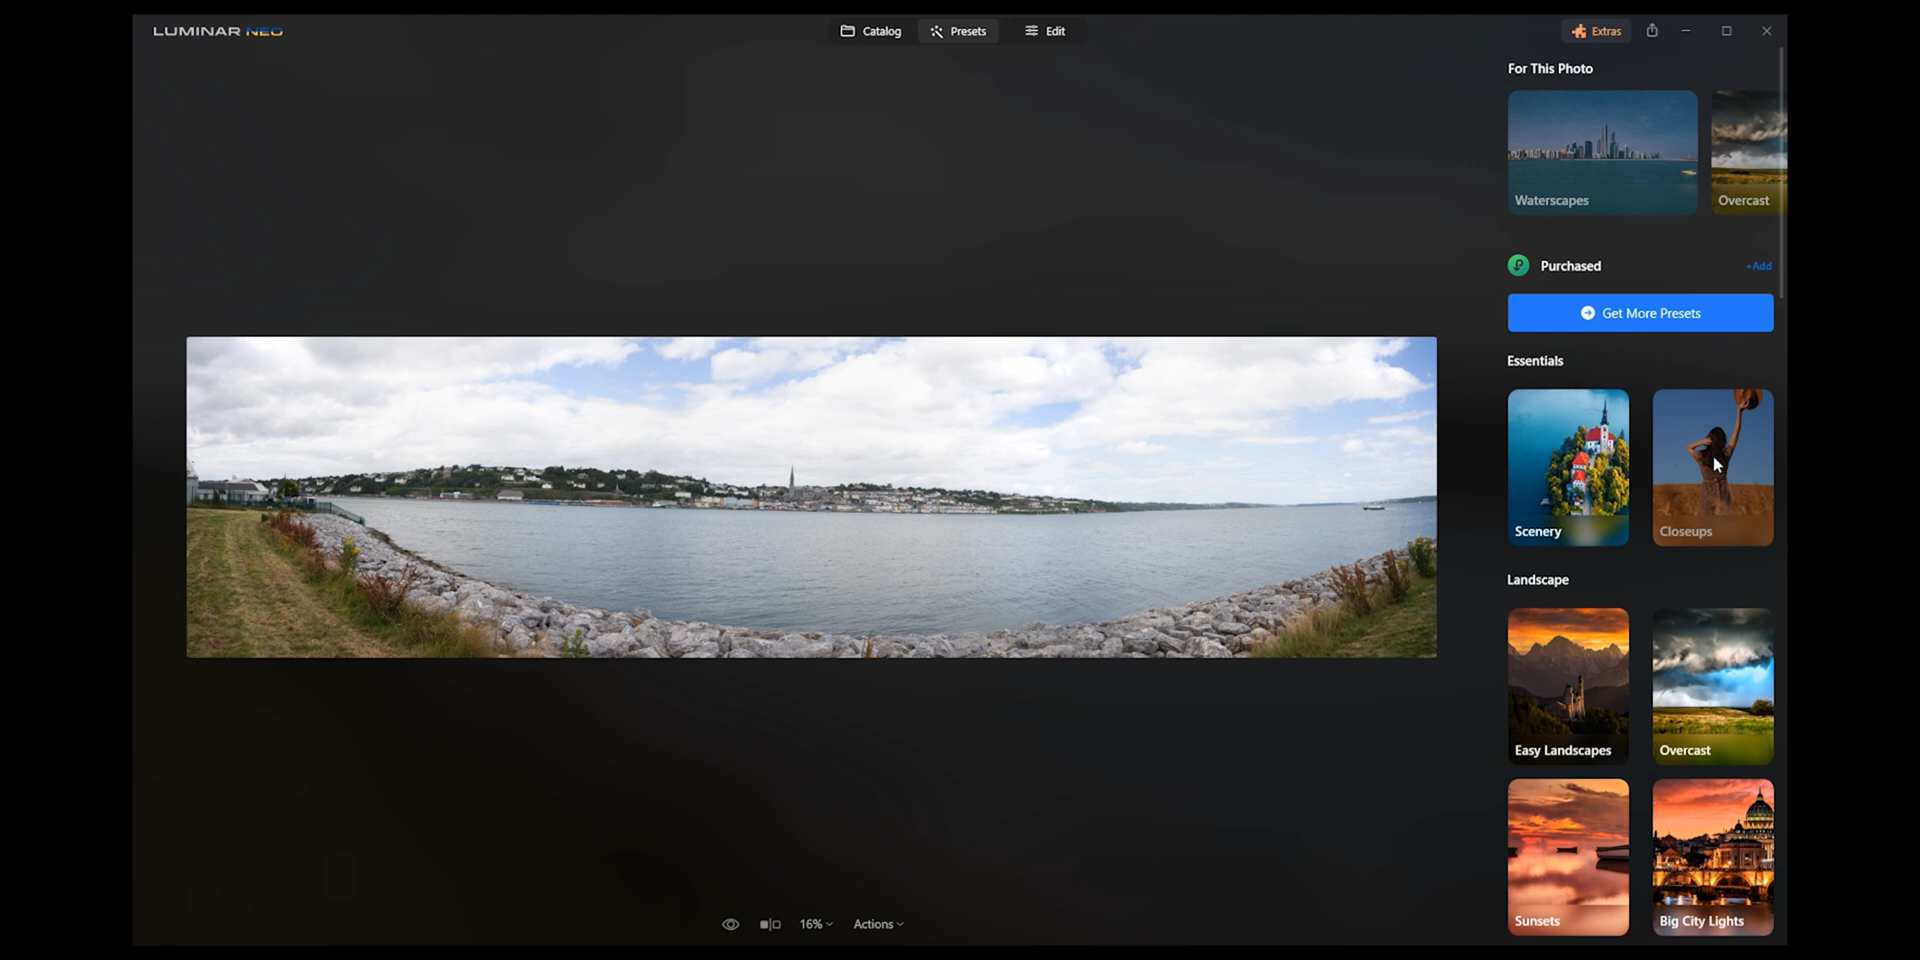 LUMINAR NEO
Catalog
Presets
Edit
Extras
For This Photo
Waterscapes
Overcast
Purchased
+Add
Get More Presets
Essentials
Scenery
Closeups
Landscape
Easy Landscapes
Overcast
Sunsets
Big City Lights
16%
Actions